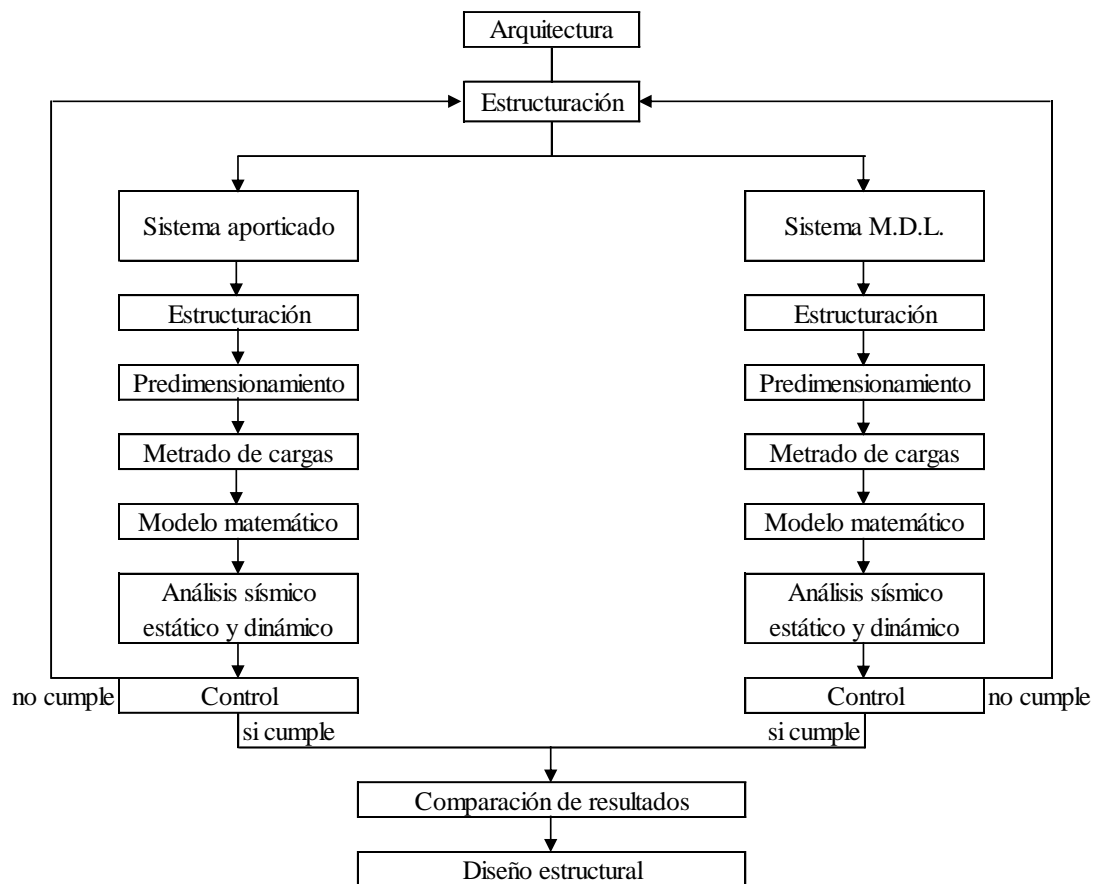 Arquitectura
Estructuración
Sistema aporticado
Estructuración
Predimensionamiento
Metrado de cargas
Modelo matemático
Análisis sísmico
estático y dinámico
no cumple
Control
si cumple
Sistema M.D.L.
Estructuración
Predimensionamiento
Metrado de cargas
Modelo matemático
Análisis sísmico
estático y dinámico
Control
no cumple
si cumple
Comparación de resultados
Diseño estructural